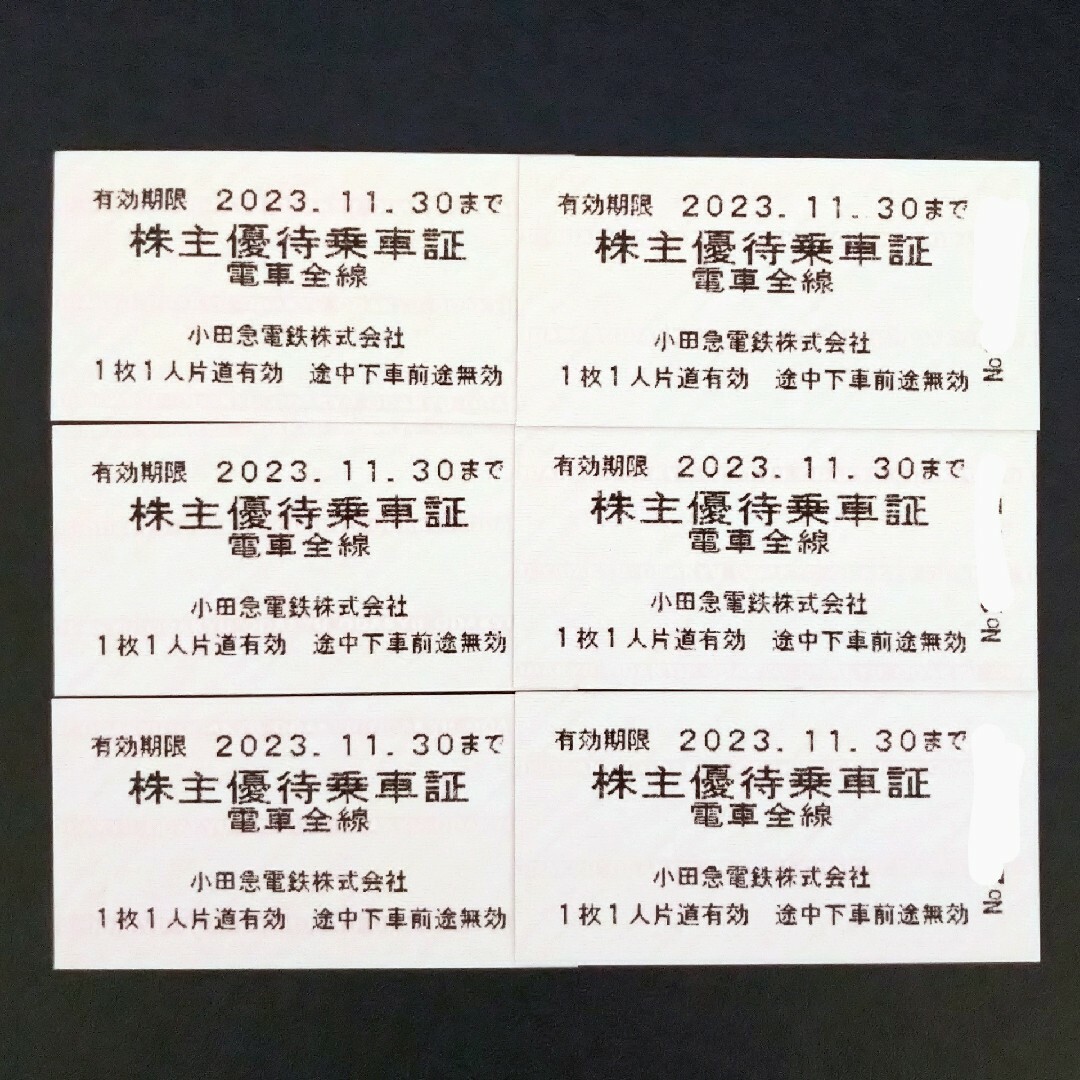 有効期限 2023.11.30まで
株主優待乗車証
電車全線
小田急電鉄株式会社
1枚1人片道有効 途中下車前途無効
有効期限 2023.11.30まで
株主優待乗車証
電車全線
小田急電鉄株式会社
1枚1人片道有効 途中下車前途無効
No
有効期限 2023.11.30まで
株主優待乗車証
電車全線
小田急電鉄株式会社
1枚1人片道有効 途中下車前途無効
有効期限 2023.11.30まで
株主優待乗車証
電車全線
小田急電鉄株式会社
1枚1人片道有効 途中下車前途無効
No
有効期限 2023.11.30まで
株主優待乗車証
電車全線
小田急電鉄株式会社
1枚1人片道有効 途中下車前途無効
有効期限 2023.11.30まで
株主優待乗車証
電車全線
小田急電鉄株式会社
1枚1人片道有効 途中下車前途無効
No